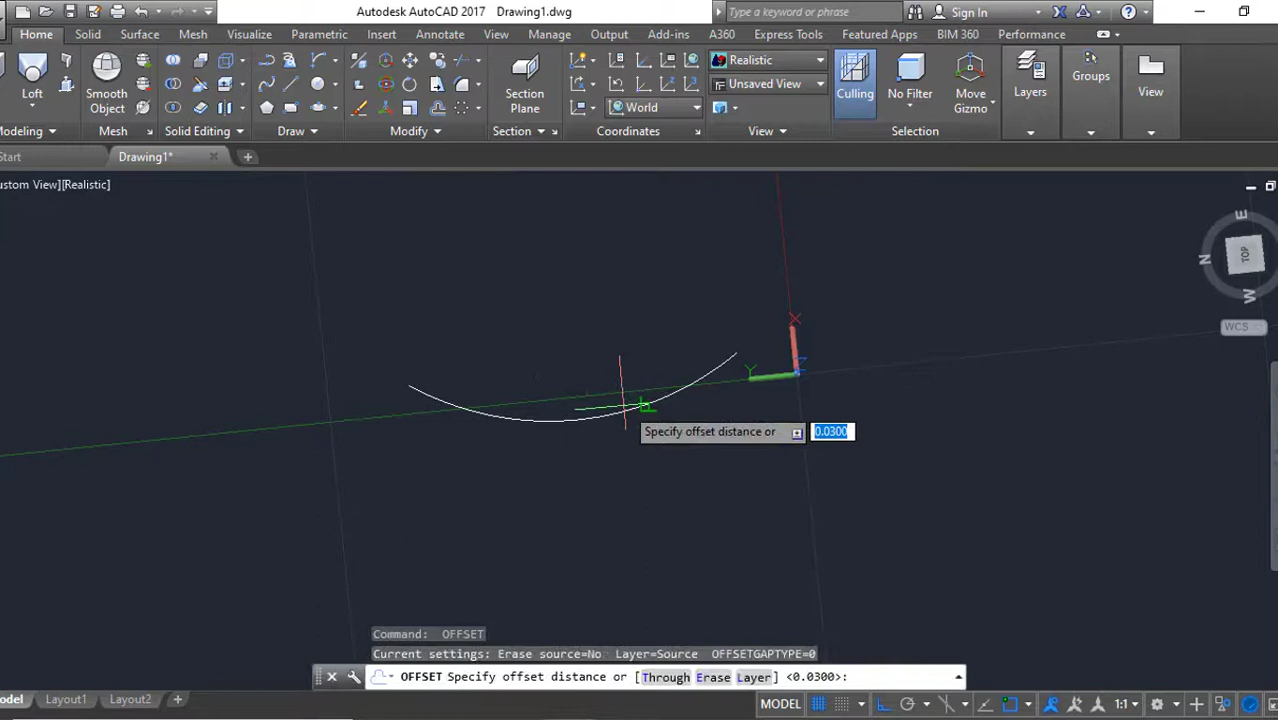 Autodesk AutoCAD 2017 Drawing1.dwg
Type a keyword or phrase
Sign In
Home Solid Surface Mesh Visualize Parametric Insert Annotate View Manage Output Add-ins A360 Express Tools Featured Apps BIM 360 Performance
Loft
Smooth
Object
Section
Plane
World
Realistic
Unsaved View
Culling
No Filter
Move
Gizmo
Layers
Groups
View
odeling
Mesh
Solid Editing
Draw
Modify
Section
Coordinates
View
Selection
Start
Drawing1*
ustom View][Realistic]
E
N
TOP
W
WCS
X
Y
Z
Specify offset distance or
0.0300
Command: OFFSET
Current settings: Erase source=No Layer=Source OFFSETGAPTYPE=0
OFFSET Specify offset distance or [Through Erase Layer] <0.0300>:
odel Layout1 Layout2 +
MODEL
1:1